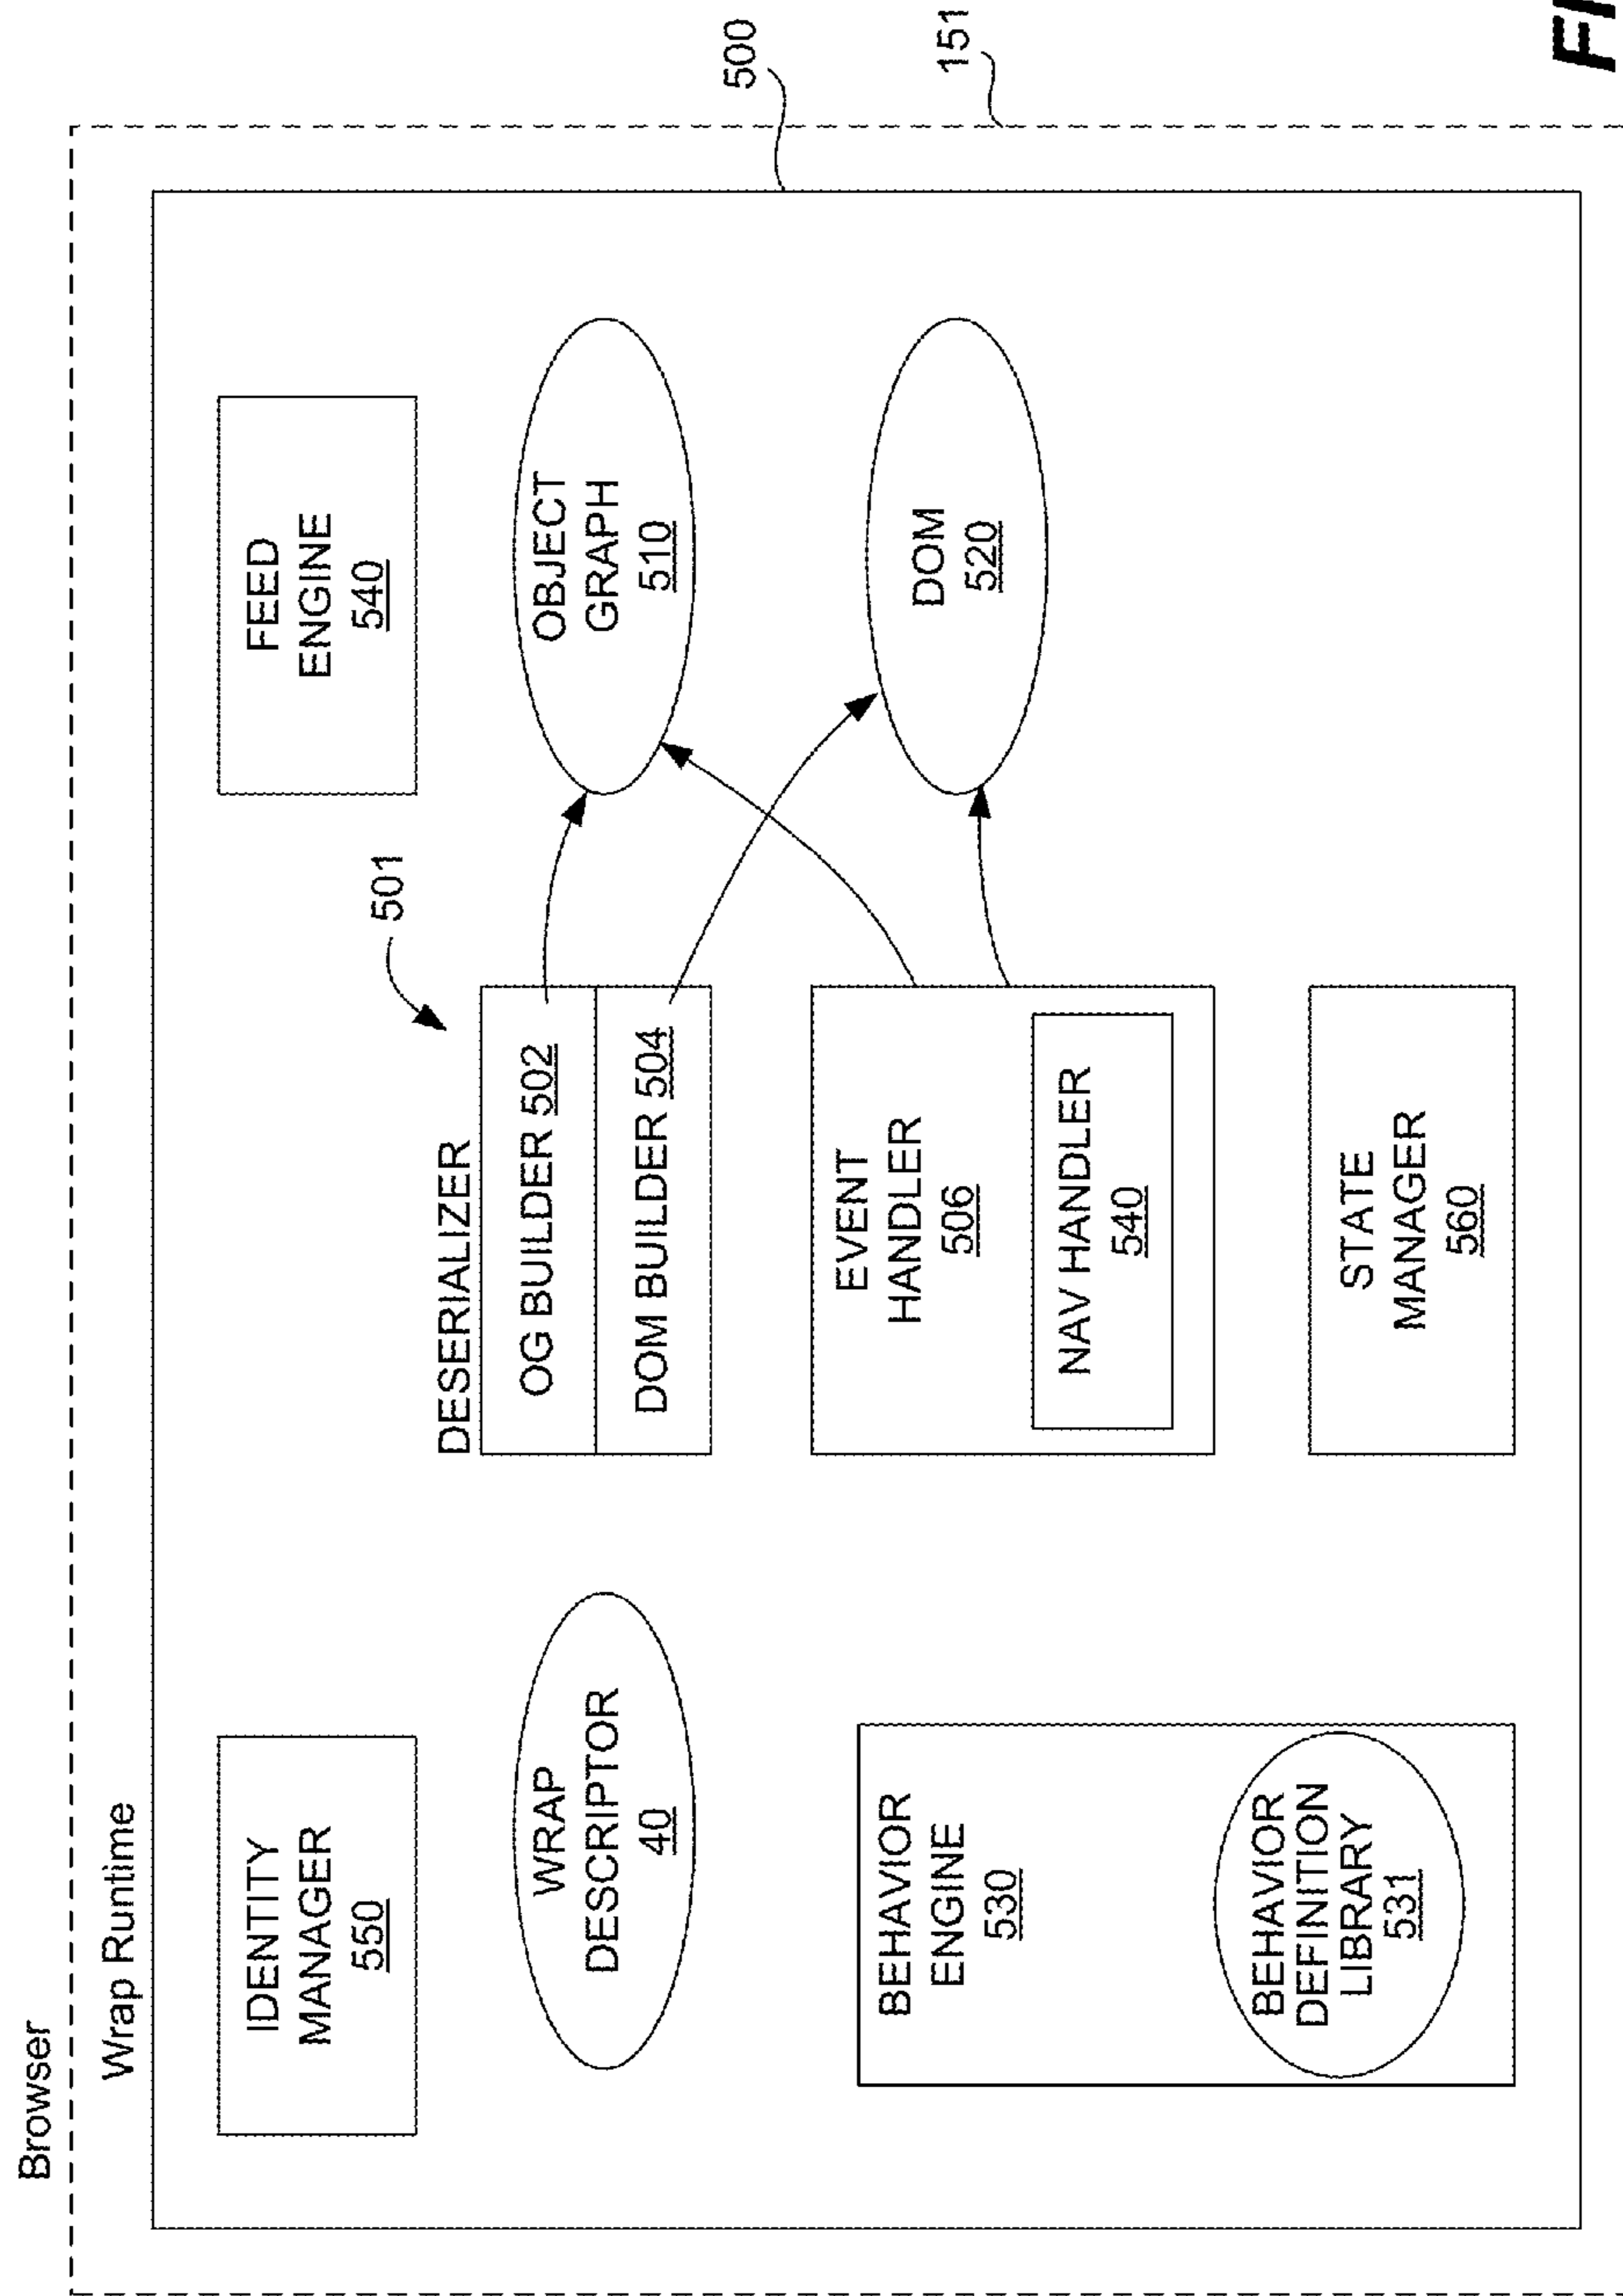 Browser
Wrap Runtime
IDENTITY
MANAGER
550
FEED
ENGINE
540
501
500
151
WRAP
DESCRIPTOR
40
DESERIALIZER
OG BUILDER 502
DOM BUILDER 504
OBJECT
GRAPH
510
BEHAVIOR
ENGINE
530
BEHAVIOR
DEFINITION
LIBRARY
531
EVENT
HANDLER
506
NAV HANDLER
540
DOM
520
STATE
MANAGER
560